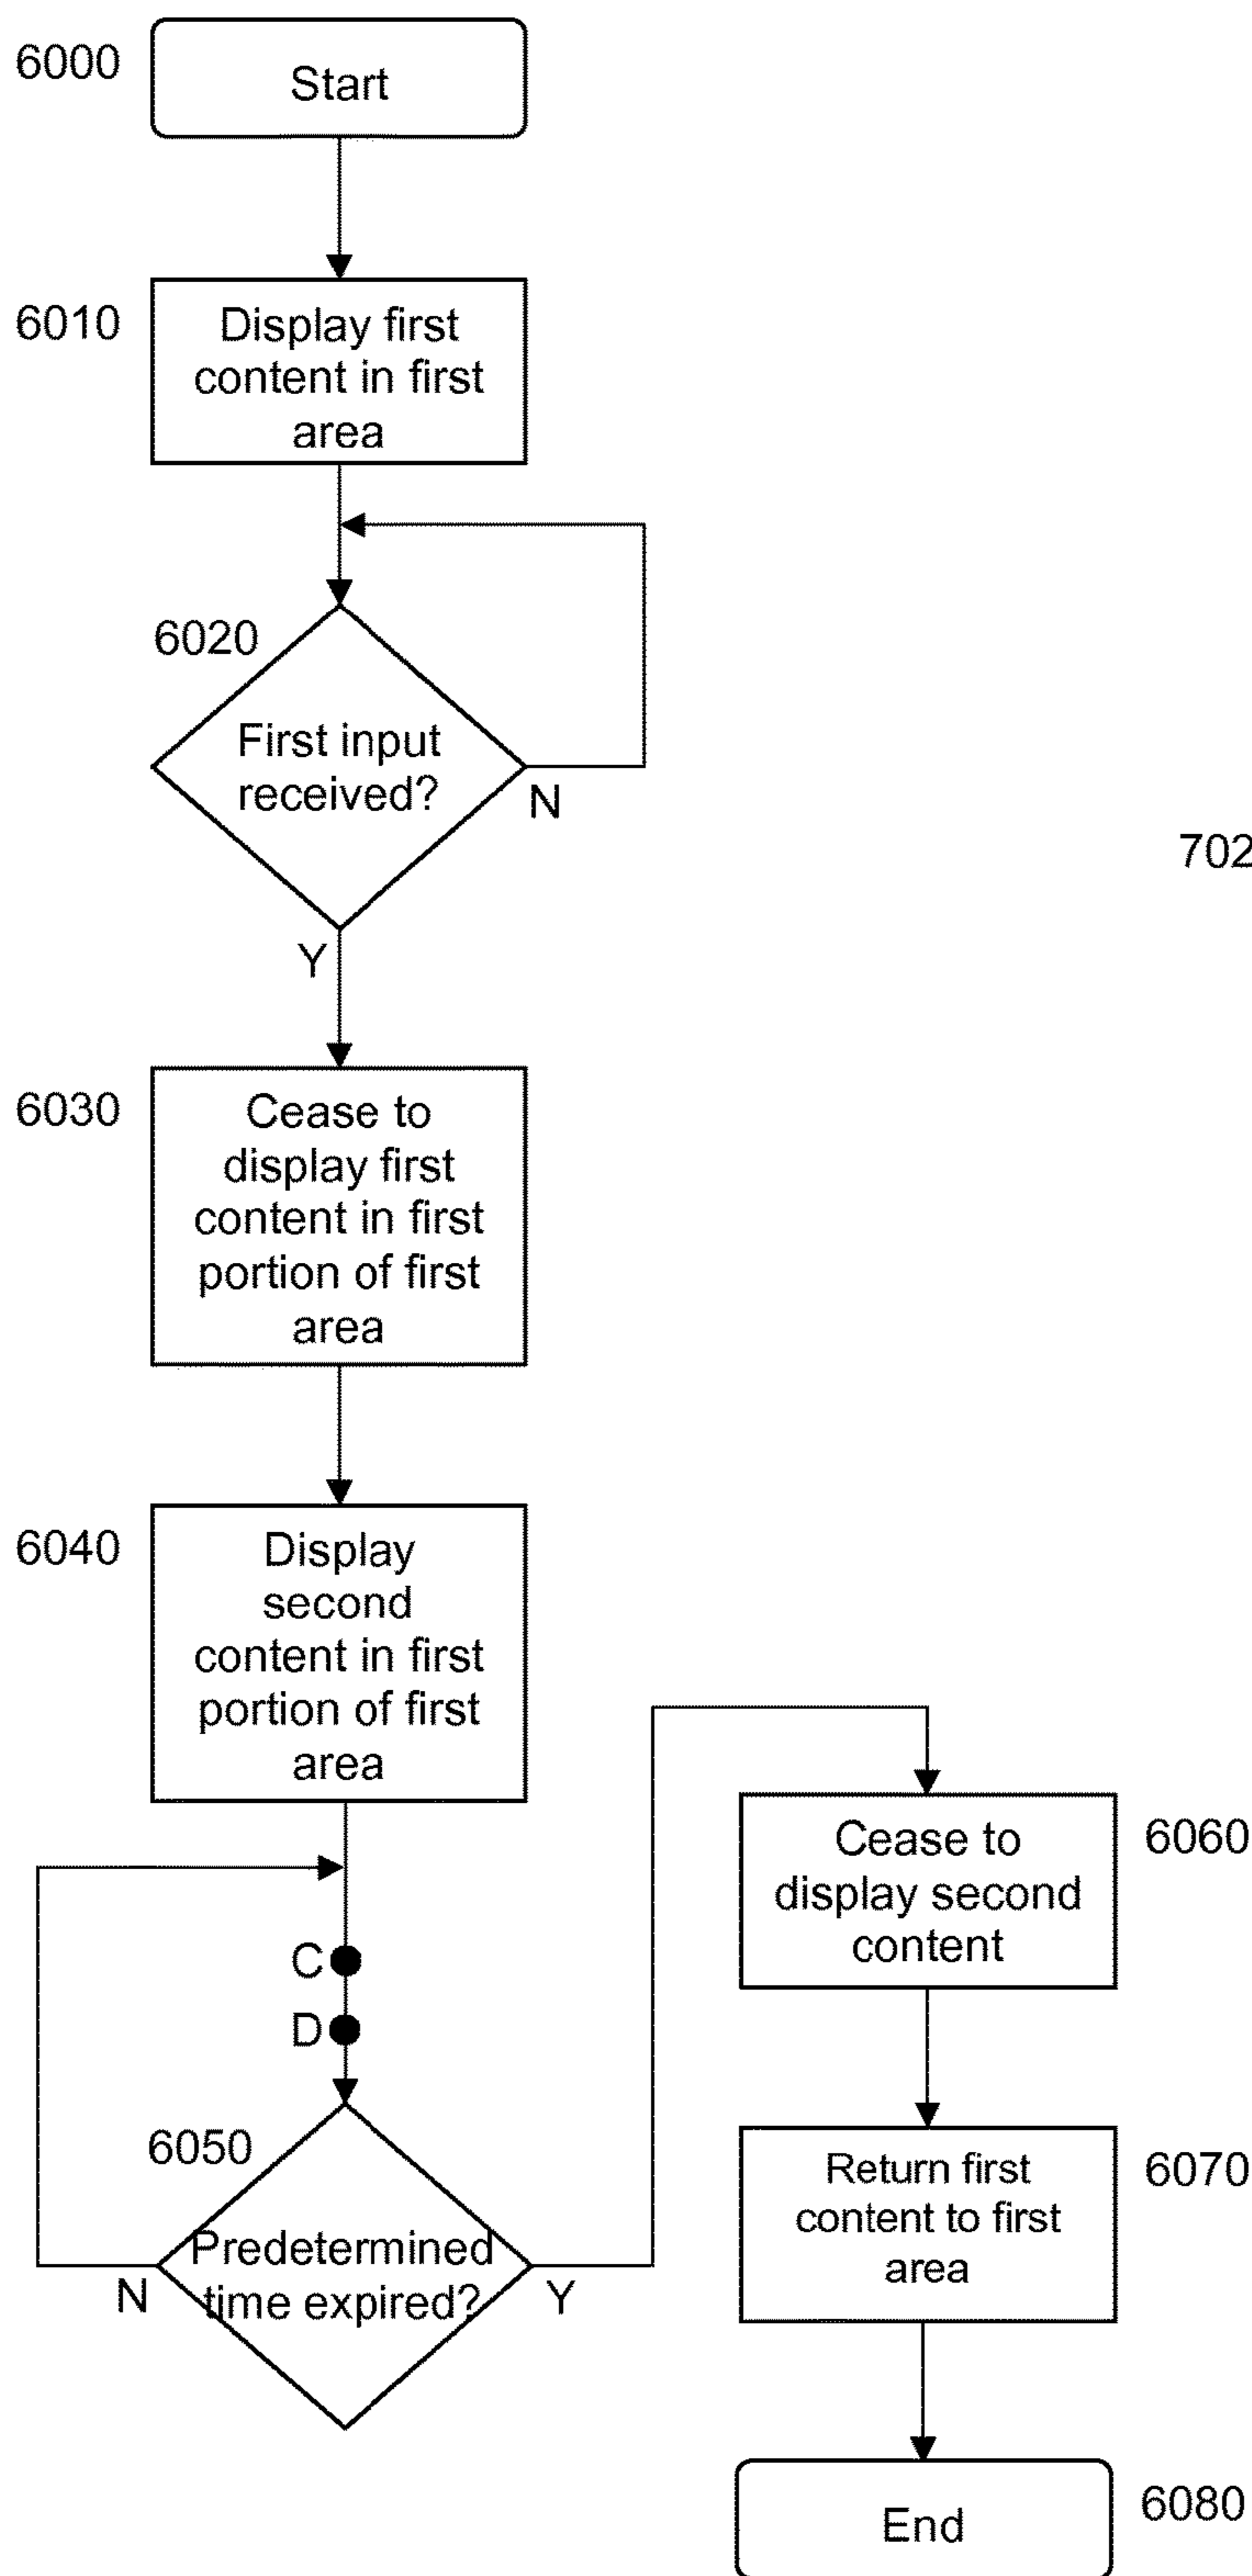 6000
Start
6010
Display first
content in first
area
6020
First input
received?
N
Y
702
6030
Cease to
display first
content in first
portion of first
area
6040
Display
second
content in first
portion of first
area
C
D
6050
Predetermined
time expired?
N
Y
Cease to
display second
content
6060
Return first
content to first
area
6070
End
6080